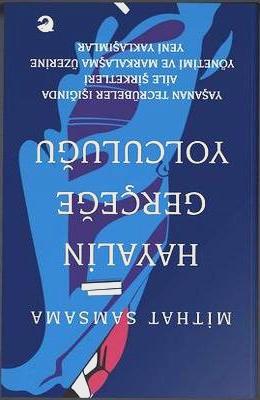 MİTHAT SAMSAMA
HAYALİN
GERÇEĞE
YOLCULUĞU
YAŞANAN TECRÜBELER IŞIĞINDA
AİLE ŞİRKETLERİ
YÖNETİMİ VE MARKALAŞMA ÜZERİNE
YENİ YAKLAŞIMLAR